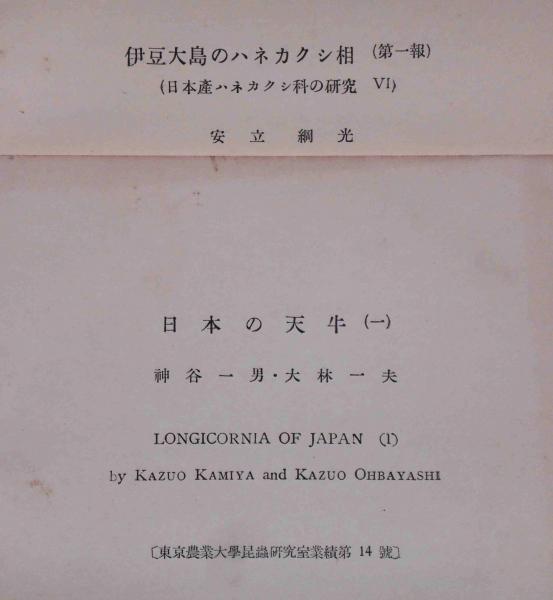 伊豆大島のハネカクシ相 (第一報)
(日本產ハネカクシ科の研究 VI)
安立綱光
日本の天牛 (一)
神谷一男・大林一夫
LONGICORNIA OF JAPAN (1)
by KAZUO KAMIYA and KAZUO OHBAYASHI
〔東京農業大學昆蟲硏究室業績第 14 號〕